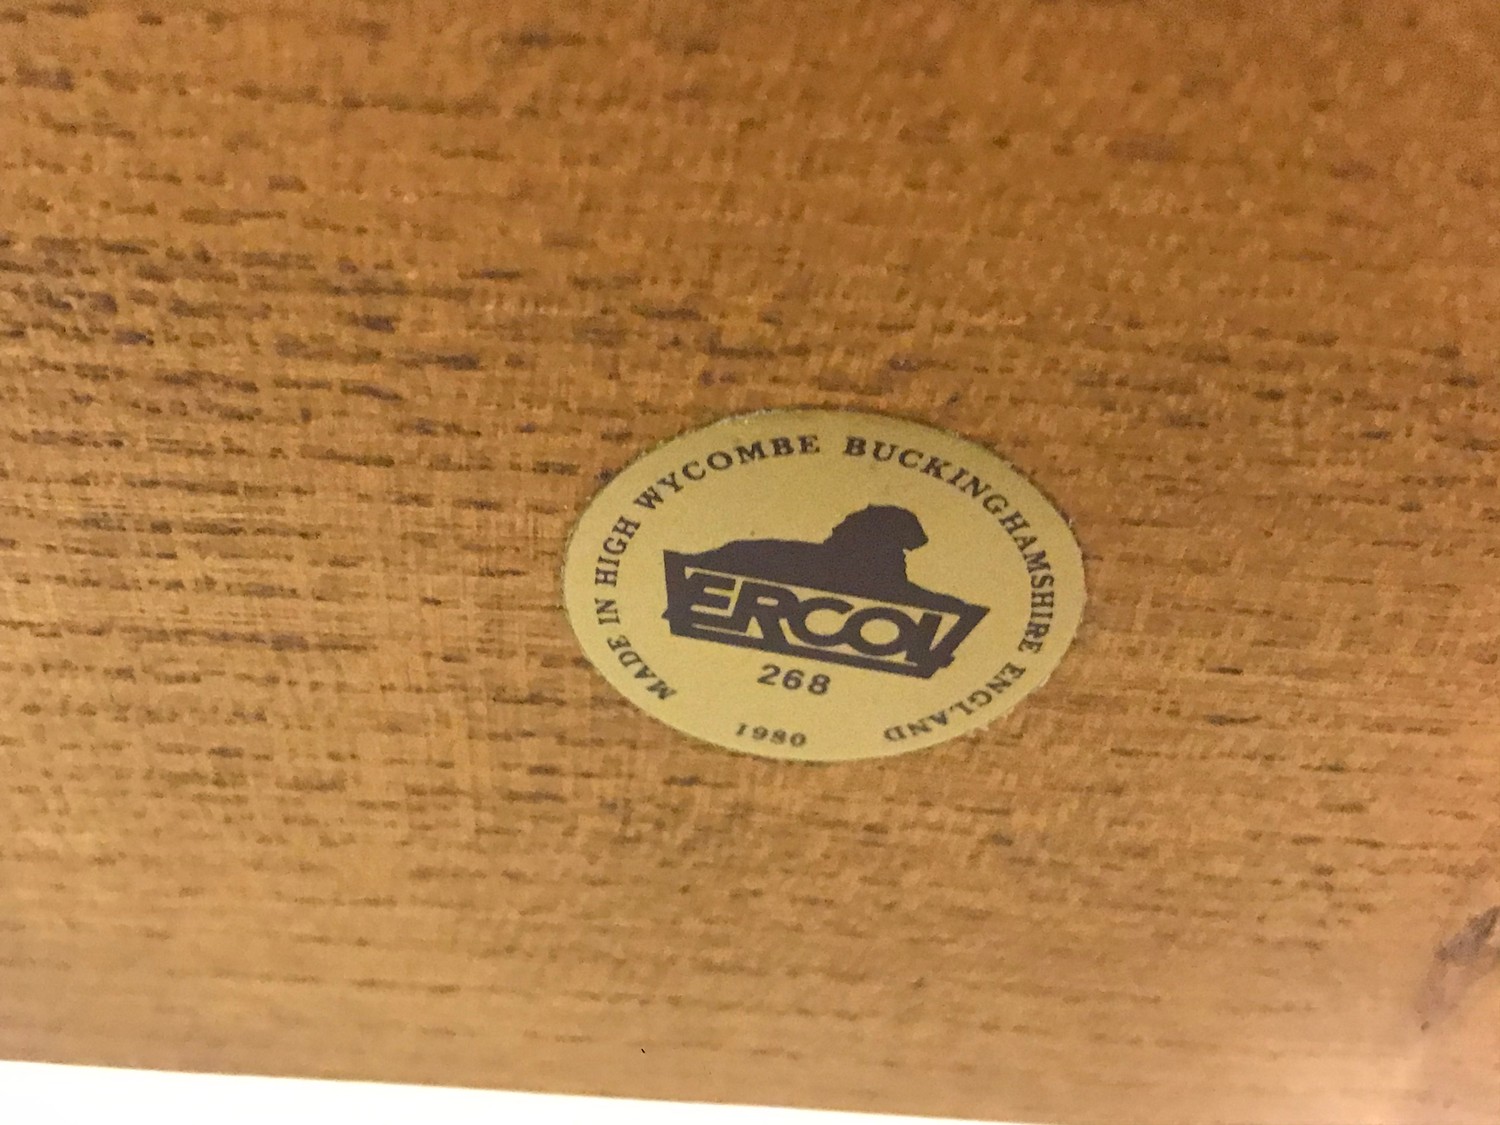 MADE IN HIGH WYCOMBE BUCKINGHAMSHIRE ENGLAND
ERCOL
268
1980